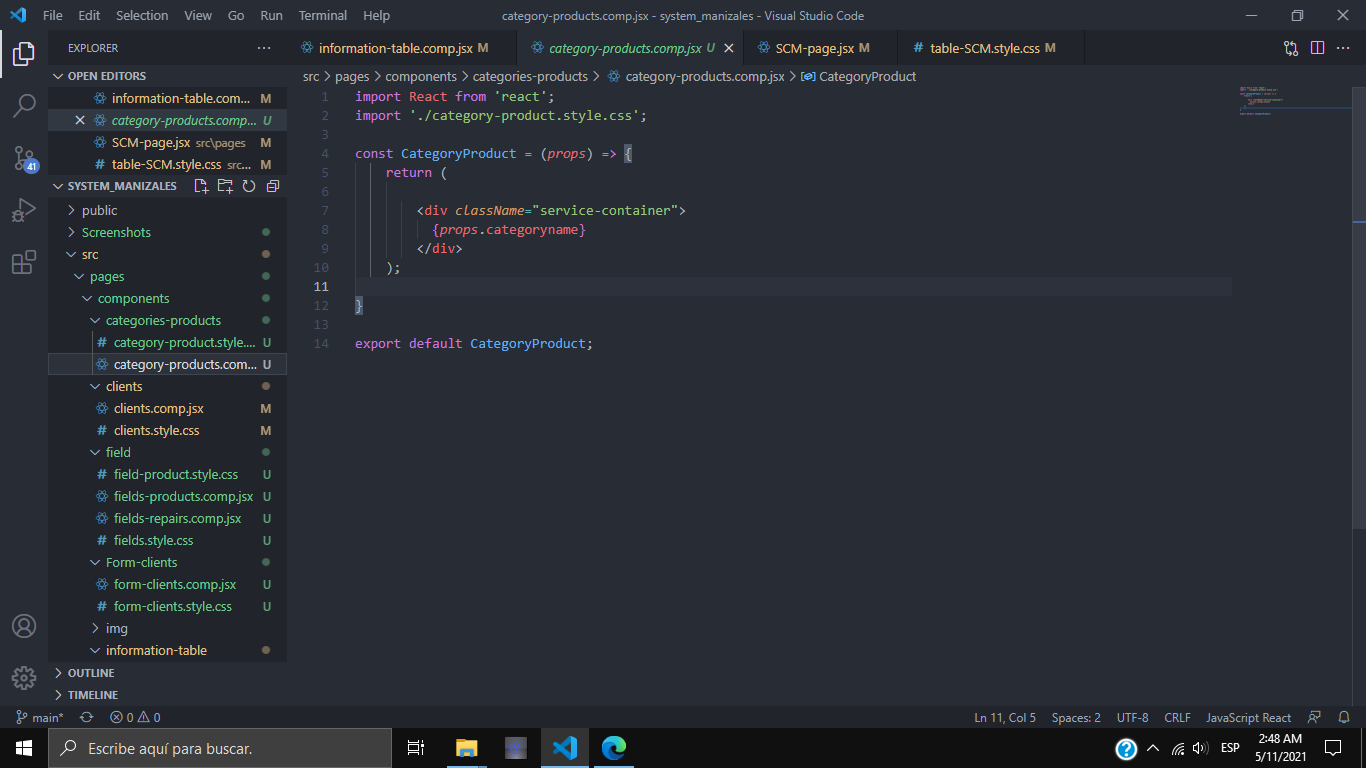 File Edit Selection View Go Run Terminal Help category-products.comp.jsx - system_manizales - Visual Studio Code
EXPLORER
OPEN EDITORS
information-table.com... M
category-products.comp... U
SCM-page.jsx src\pages M
# table-SCM.style.css src... M
41
SYSTEM_MANIZALES
public
Screenshots
src
pages
components
categories-products
# category-product.style.... U
category-products.com... U
clients
clients.comp.jsx M
# clients.style.css M
field
# field-product.style.css U
fields-products.comp.jsx U
fields-repairs.comp.jsx U
# fields.style.css U
Form-clients
form-clients.comp.jsx U
# form-clients.style.css U
img
information-table
OUTLINE
TIMELINE
information-table.comp.jsx M category-products.comp.jsx U SCM-page.jsx M # table-SCM.style.css M
src > pages > components > categories-products > category-products.comp.jsx > CategoryProduct
1 import React from 'react';
2 import './category-product.style.css';
3
4 const CategoryProduct = (props) => {
5 return (
6
7 <div className="service-container">
8 {props.categoryname}
9 </div>
10 );
11
12 }
13
14 export default CategoryProduct;
main* 0 0 Ln 11, Col 5 Spaces: 2 UTF-8 CRLF JavaScript React
Escribe aquí para buscar. ESP 2:48 AM
5/11/2021